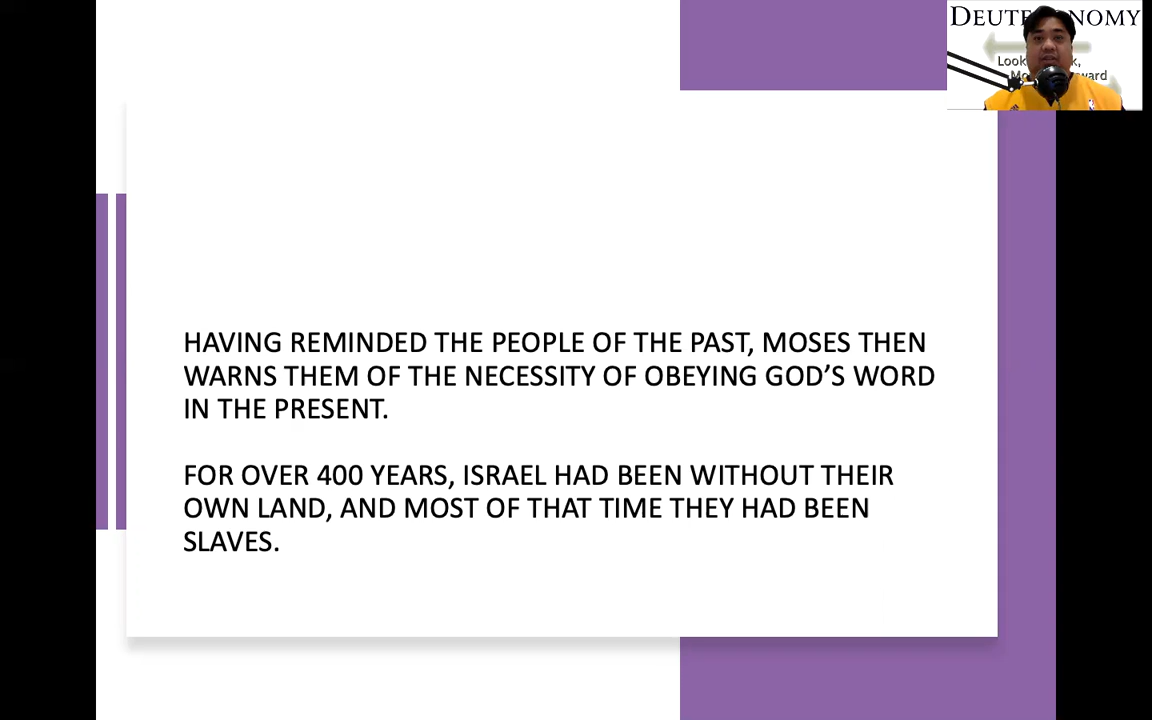 DEUTE ONOMY
Look
HAVING REMINDED THE PEOPLE OF THE PAST, MOSES THEN
WARNS THEM OF THE NECESSITY OF OBEYING GOD’S WORD
IN THE PRESENT.
FOR OVER 400 YEARS, ISRAEL HAD BEEN WITHOUT THEIR
OWN LAND, AND MOST OF THAT TIME THEY HAD BEEN
SLAVES.